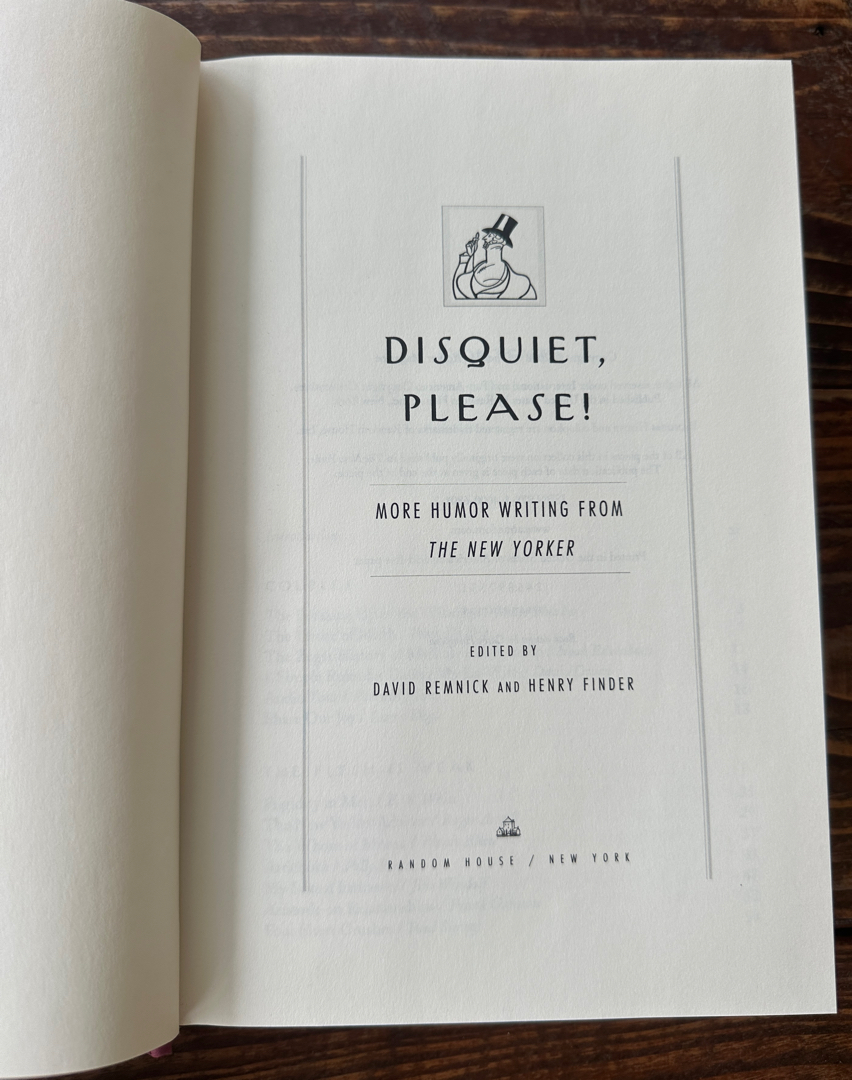 DISQUIET,
PLEASE!
MORE HUMOR WRITING FROM
THE NEW YORKER
EDITED BY
DAVID REMNICK AND HENRY FINDER
RANDOM HOUSE / NEW YORK